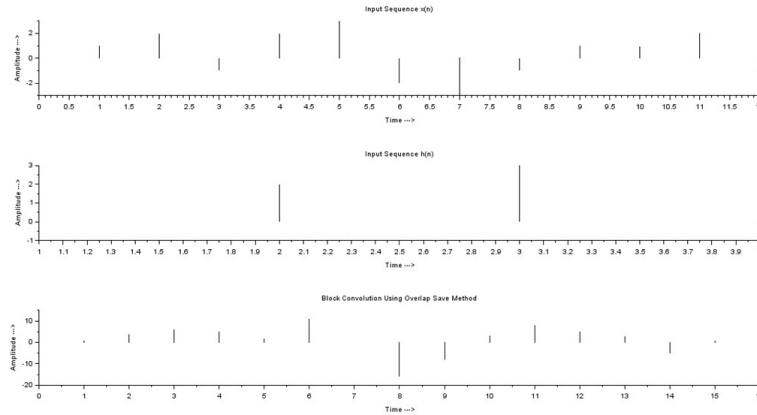 Input Sequence x(n)
Amplitude --->
2
0
-2
0 0.5 1 1.5 2 2.5 3 3.5 4 4.5 5 5.5 6 6.5 7 7.5 8 8.5 9 9.5 10 10.5 11 11.5
Time --->
Input Sequence h(n)
Amplitude --->
3
2
1
0
-1
1 1.1 1.2 1.3 1.4 1.5 1.6 1.7 1.8 1.9 2 2.1 2.2 2.3 2.4 2.5 2.6 2.7 2.8 2.9 3 3.1 3.2 3.3 3.4 3.5 3.6 3.7 3.8 3.9
Time --->
Block Convolution Using Overlap Save Method
Amplitude --->
10
0
-10
-20
0 1 2 3 4 5 6 7 8 9 10 11 12 13 14 15
Time --->